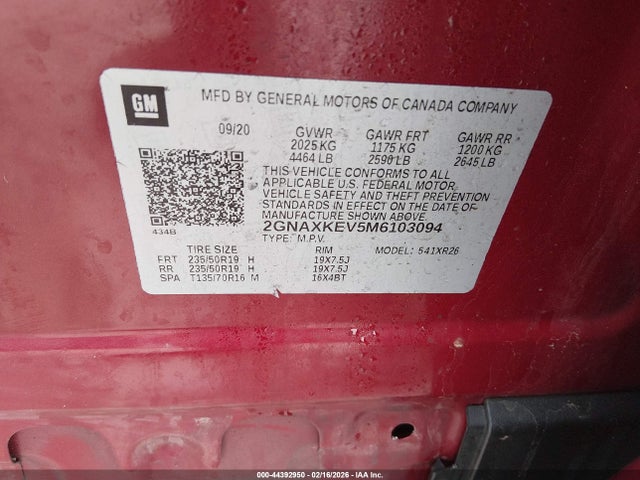 GM
MFD BY GENERAL MOTORS OF CANADA COMPANY
09/20 GVWR GAWR FRT GAWR RR
2025 KG 1175 KG 1200 KG
4464 LB 2590 LB 2645 LB
THIS VEHICLE CONFORMS TO ALL
APPLICABLE U.S. FEDERAL MOTOR
VEHICLE SAFETY AND THEFT PREVENTION
STANDARDS IN EFFECT ON THE DATE OF
MANUFACTURE SHOWN ABOVE.
434B 2GNAXKEV5M6103094
TYPE: M.P.V. MODEL: 541XR26
TIRE SIZE RIM
FRT 235/50R19 H 19X7.5J
RR 235/50R19 H 19X7.5J
SPA T135/70R16 M 16X4BT
000-44392950 - 02/16/2026 - IAA Inc.